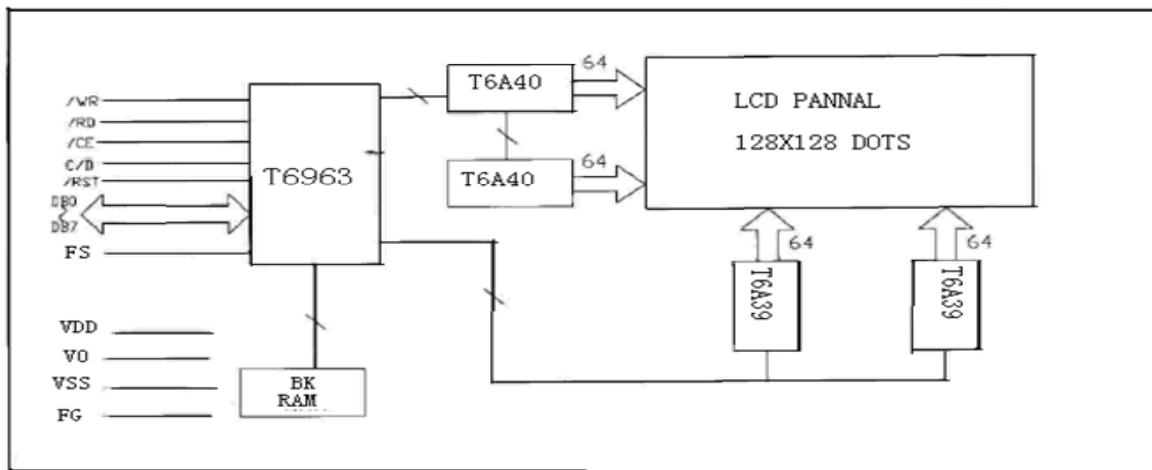 /WR
/RD
/CE
C/D
/RST
DB0
DB7
FS
VDD
VO
VSS
FG
T6963
BK
RAM
T6A40
64
T6A40
64
LCD PANNAL
128X128 DOTS
64
T6A39
64
T6A39